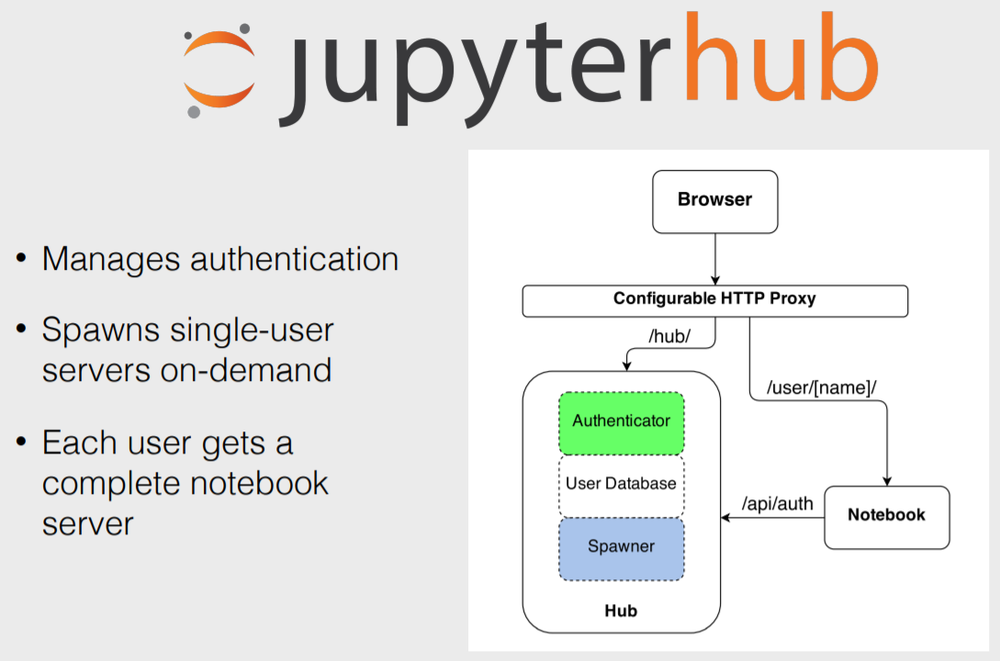 jupyterhub
• Manages authentication
• Spawns single-user
servers on-demand
• Each user gets a
complete notebook
server
Browser
Configurable HTTP Proxy
/hub/
/user/[name]/
Authenticator
User Database
Spawner
Hub
/api/auth
Notebook